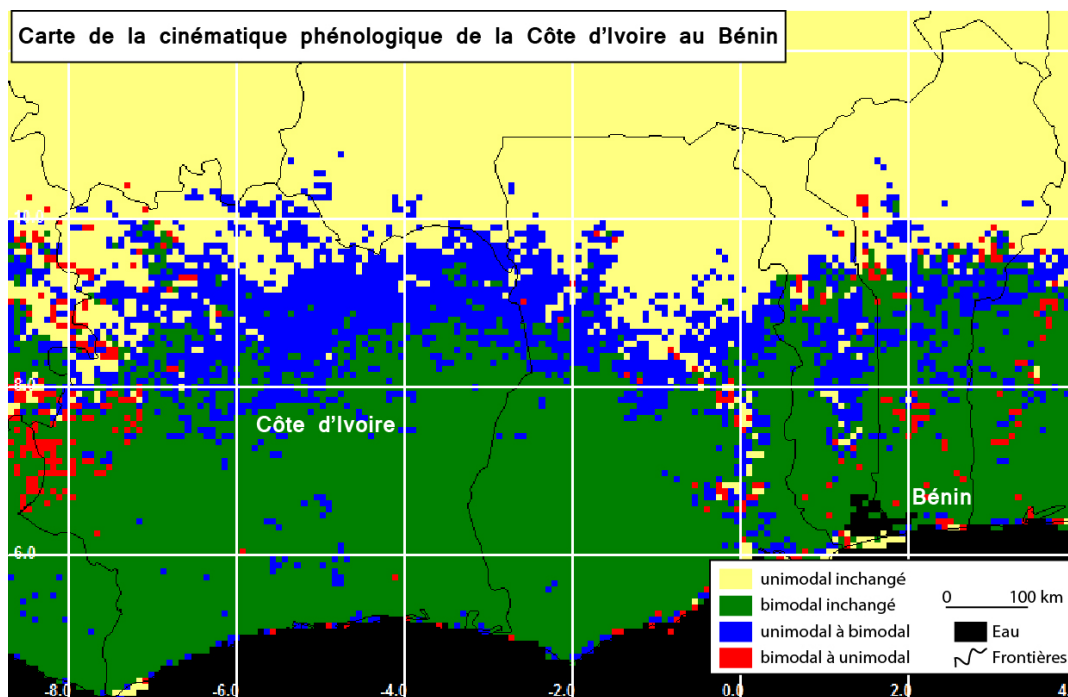 Carte de la cinématique phénologique de la Côte d'Ivoire au Bénin
10.0
8.0
Côte d'Ivoire
Bénin
6.0
unimodal inchangé
bimodal inchangé
unimodal à bimodal
bimodal à unimodal
0 100 km
Eau
Frontières
-8.0 -6.0 -4.0 -2.0 0.0 2.0 4